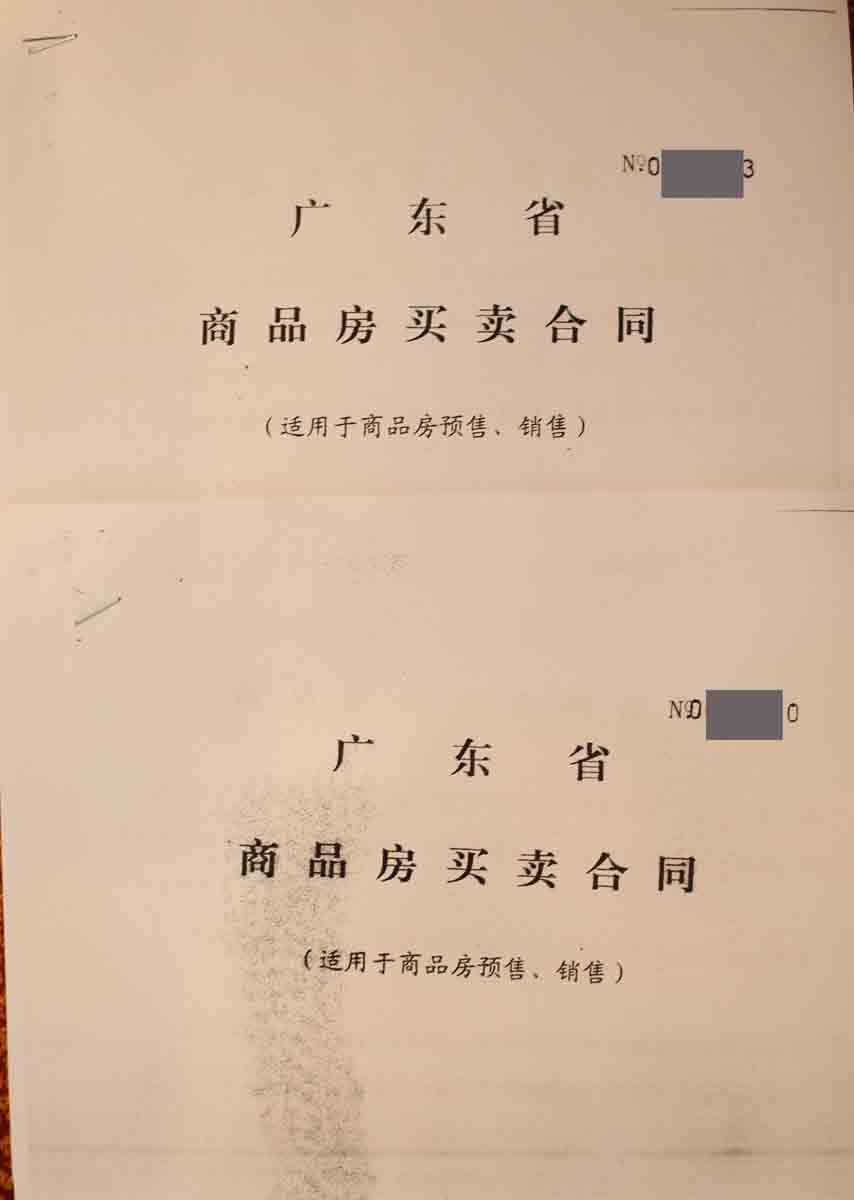 №.0 3
广东省
商品房买卖合同
（适用于商品房预售、销售）
№0 0
广东省
商品房买卖合同
（适用于商品房预售、销售）